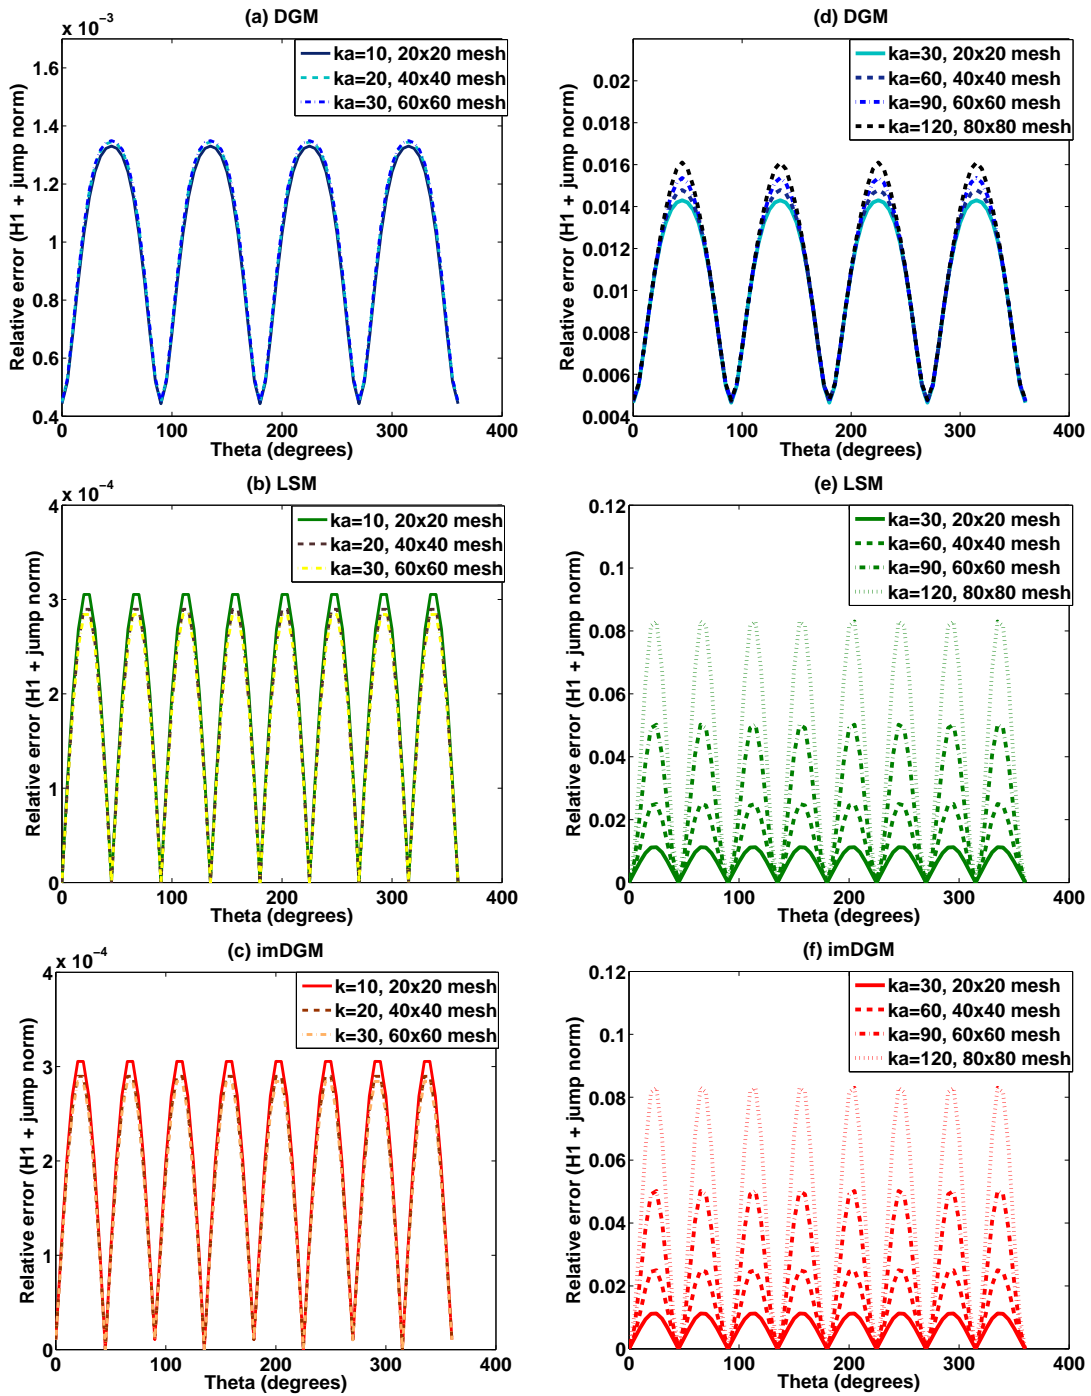 (a) DGM
x 10⁻³
1.6
1.3
1
0.8
0.6
0.4
0
100
200
300
400
Relative error (H1 + jump norm)
Theta (degrees)
ka=10, 20x20 mesh
ka=20, 40x40 mesh
ka=30, 60x60 mesh
(d) DGM
0.02
0.018
0.016
0.014
0.012
0.01
0.008
0.006
0.004
0
100
200
300
400
Relative error (H1 + jump norm)
Theta (degrees)
ka=30, 20x20 mesh
ka=60, 40x40 mesh
ka=90, 60x60 mesh
ka=120, 80x80 mesh
(b) LSM
x 10⁻⁴
4
3
2
1
0
0
100
200
300
400
Relative error (H1 + jump norm)
Theta (degrees)
ka=10, 20x20 mesh
ka=20, 40x40 mesh
ka=30, 60x60 mesh
(e) LSM
0.12
0.1
0.08
0.06
0.04
0.02
0
0
100
200
300
400
Relative error (H1 + jump norm)
Theta (degrees)
ka=30, 20x20 mesh
ka=60, 40x40 mesh
ka=90, 60x60 mesh
ka=120, 80x80 mesh
(c) imDGM
x 10⁻⁴
4
3
2
1
0
0
100
200
300
400
Relative error (H1 + jump norm)
Theta (degrees)
k=10, 20x20 mesh
k=20, 40x40 mesh
k=30, 60x60 mesh
(f) imDGM
0.12
0.1
0.08
0.06
0.04
0.02
0
0
100
200
300
400
Relative error (H1 + jump norm)
Theta (degrees)
ka=30, 20x20 mesh
ka=60, 40x40 mesh
ka=90, 60x60 mesh
ka=120, 80x80 mesh